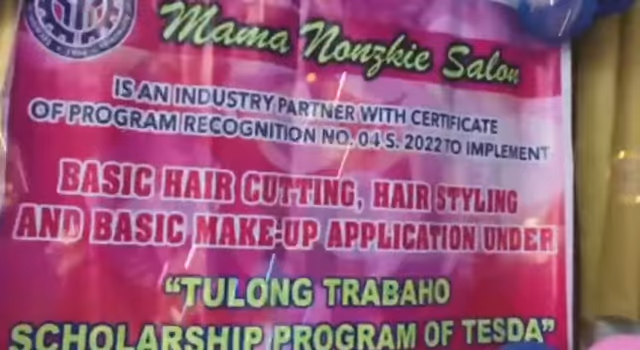 Mama Nonzkie Salon
IS AN INDUSTRY PARTNER WITH CERTIFICATE
OF PROGRAM RECOGNITION NO. 04 S. 2022 TO IMPLEMENT
BASIC HAIR CUTTING, HAIR STYLING
AND BASIC MAKE-UP APPLICATION UNDER
“TULONG TRABAHO
SCHOLARSHIP PROGRAM OF TESDA”